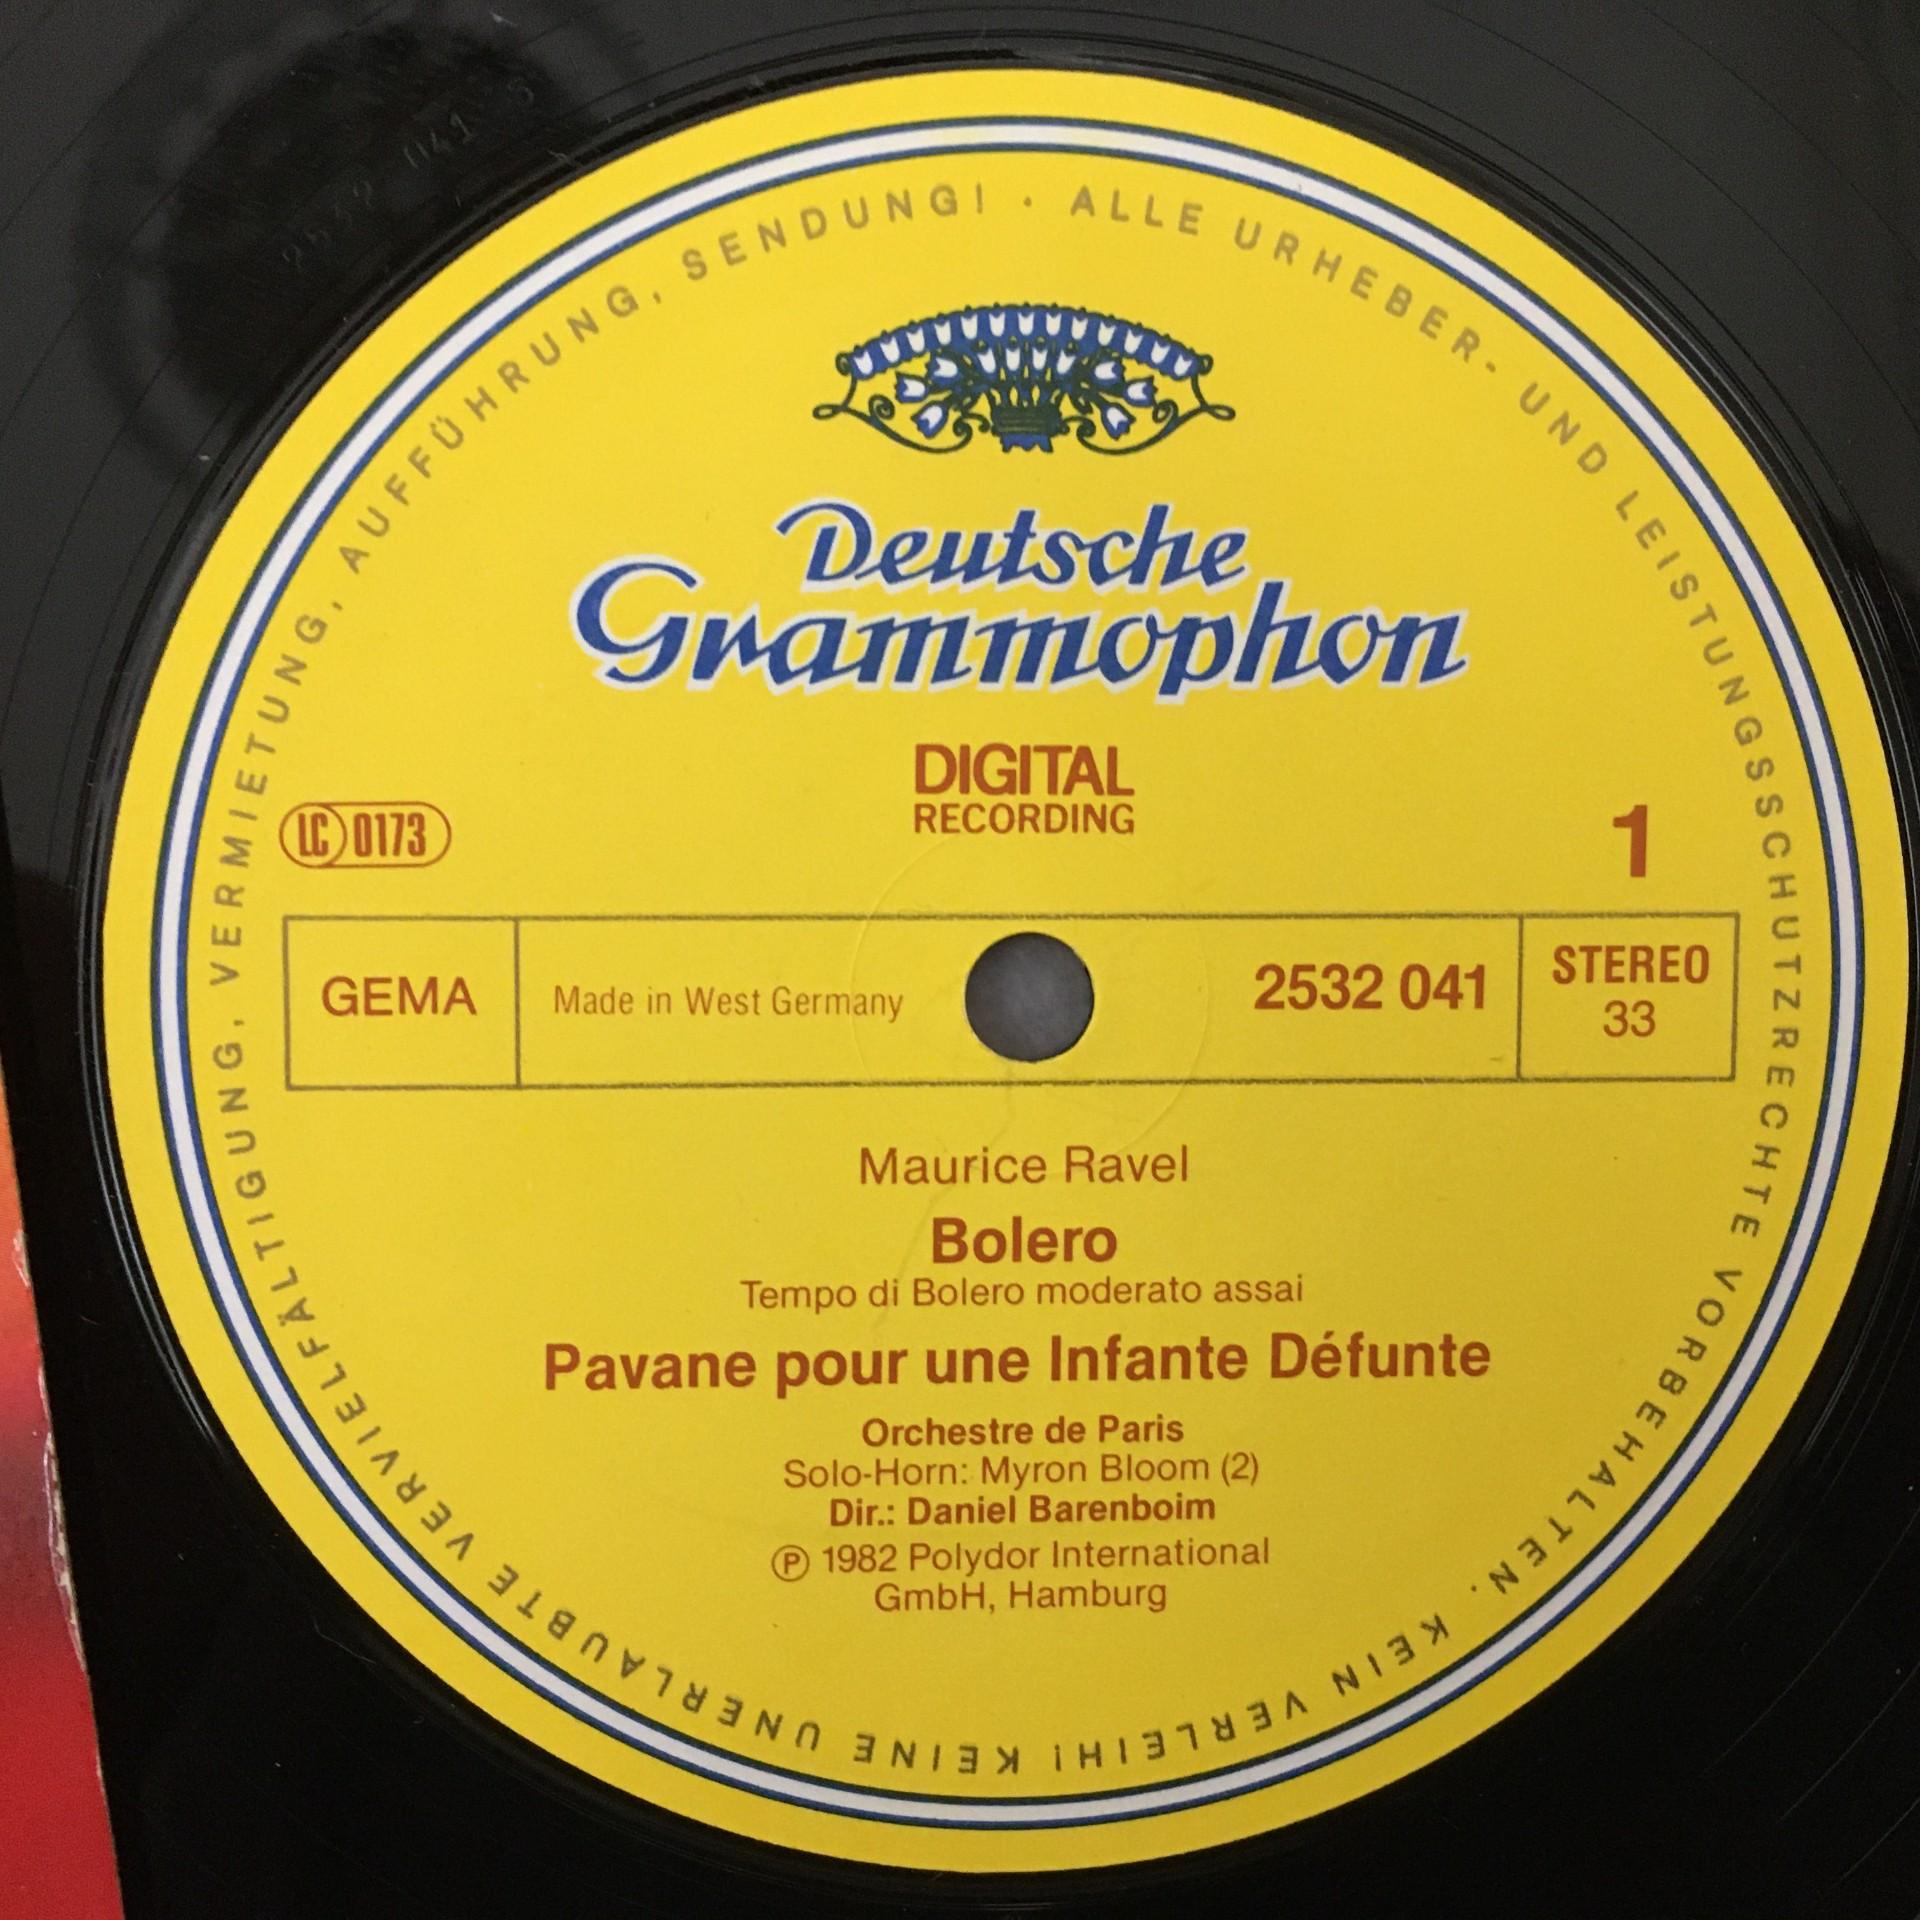 ALLE URHEBER- UND LEISTUNGSSCHUTZRECHTE VORBEHALTEN. KEIN VERLEIH! KEINE UNERLAUBTE VERVIELFÄLTIGUNG, VERMIETUNG, AUFFÜHRUNG, SENDUNG! ·
Deutsche
Grammophon
DIGITAL
RECORDING
LC 0173
1
GEMA
Made in West Germany
2532 041
STEREO
33
Maurice Ravel
Bolero
Tempo di Bolero moderato assai
Pavane pour une Infante Défunte
Orchestre de Paris
Solo-Horn: Myron Bloom (2)
Dir.: Daniel Barenboim
Ⓟ 1982 Polydor International
GmbH, Hamburg